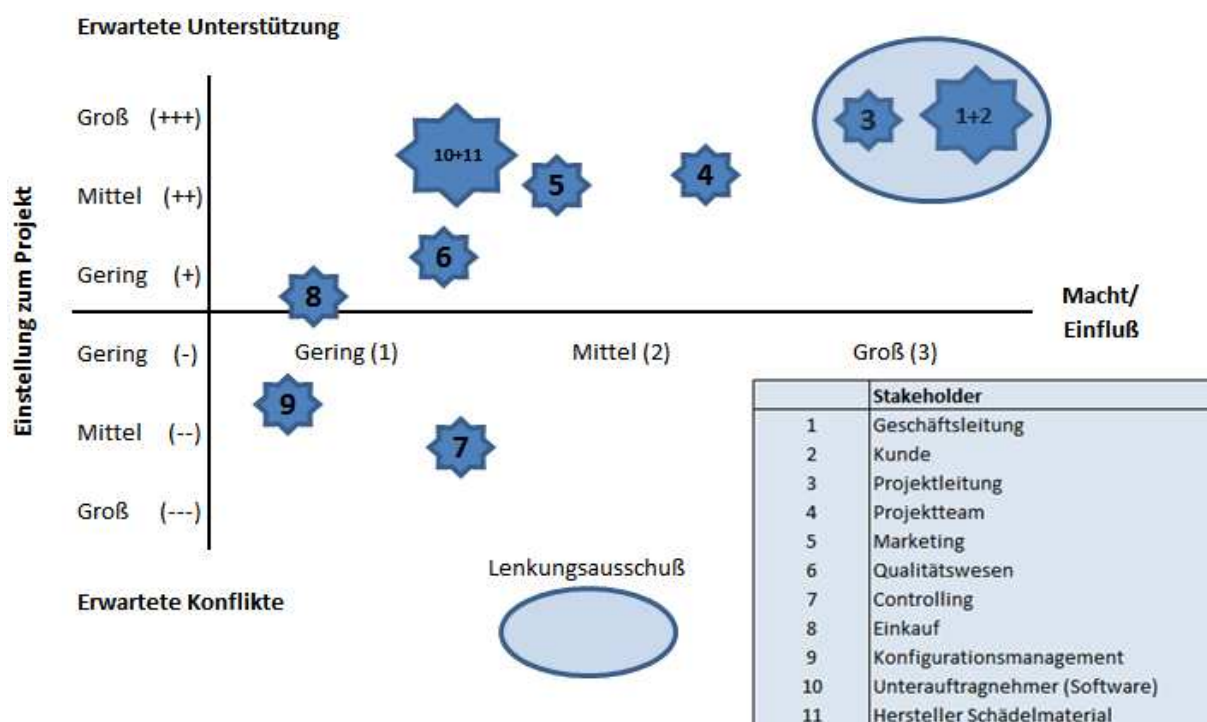 Erwartete Unterstützung
Einstellung zum Projekt
Groß (+++)
Mittel (++)
Gering (+)
Gering (-)
Mittel (--)
Groß (---)
3
1+2
10+11
5
4
6
8
9
7
Macht/
Einfluß
Gering (1)
Mittel (2)
Groß (3)
Erwartete Konflikte
Lenkungsausschuß
Stakeholder
1 Geschäftsleitung
2 Kunde
3 Projektleitung
4 Projektteam
5 Marketing
6 Qualitätswesen
7 Controlling
8 Einkauf
9 Konfigurationsmanagement
10 Unterauftragnehmer (Software)
11 Hersteller Schädelmaterial